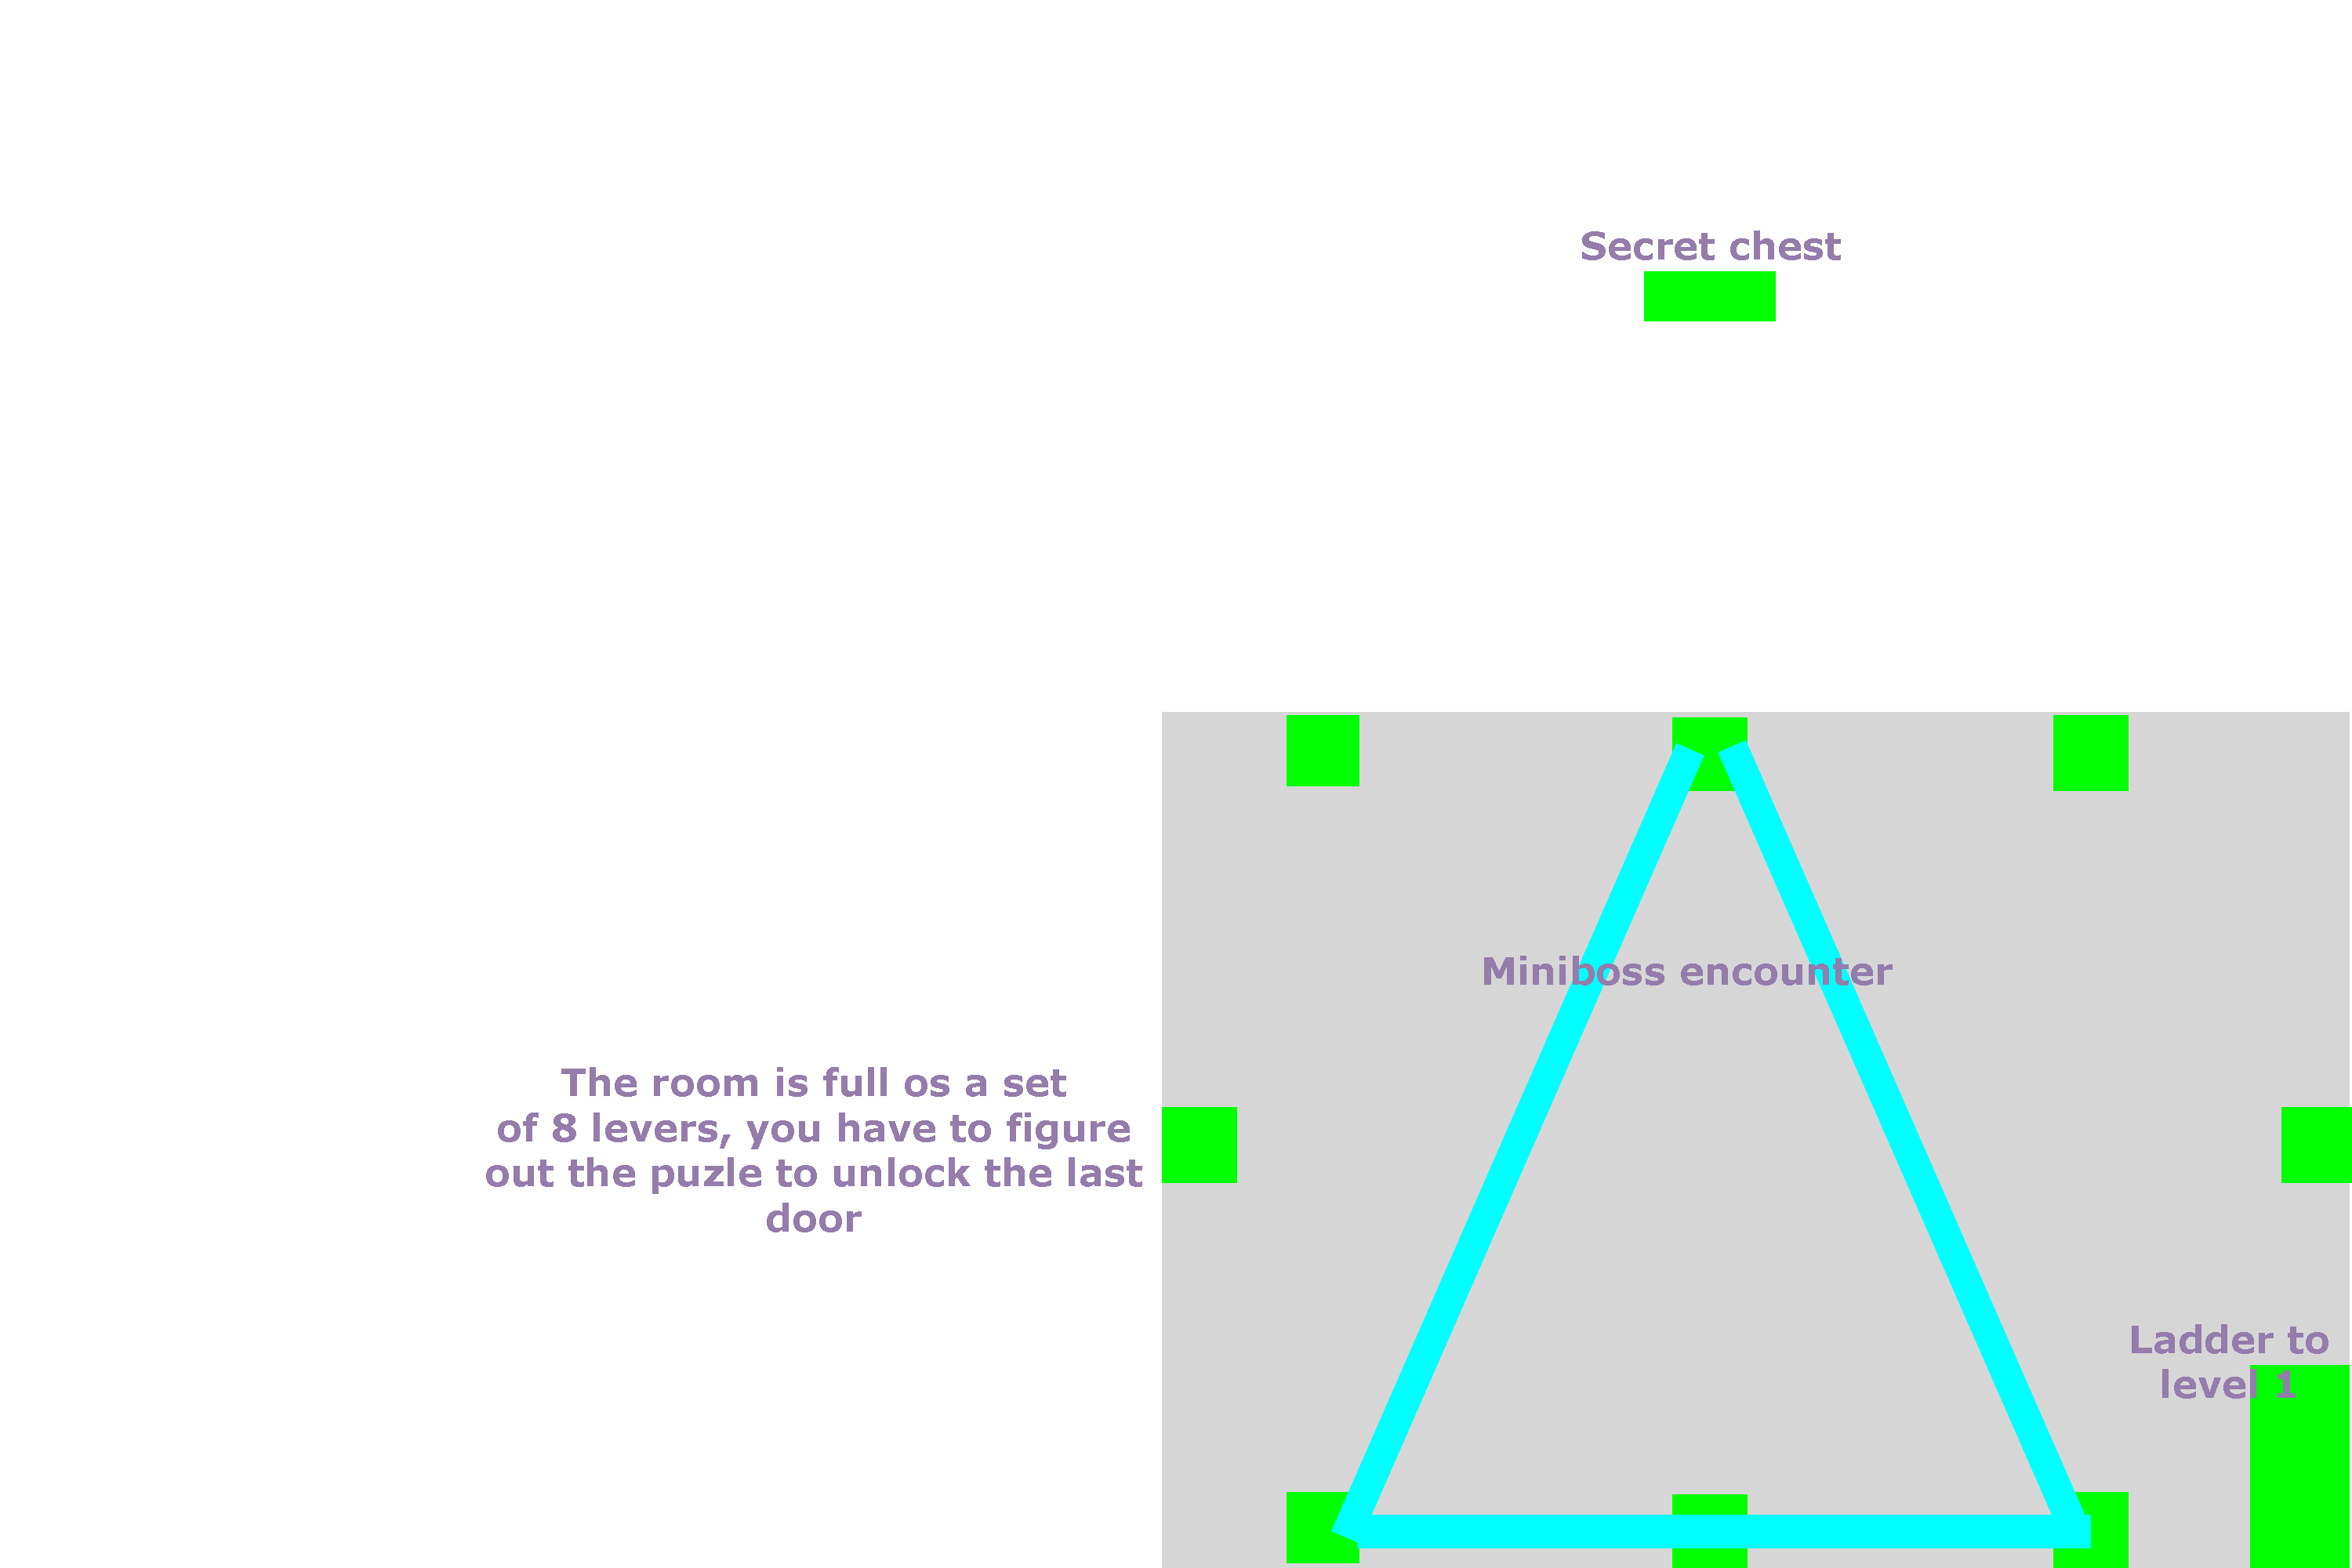 Secret chest
Miniboss encounter
The room is full os a set
of 8 levers, you have to figure
out the puzle to unlock the last
door
Ladder to
level 1